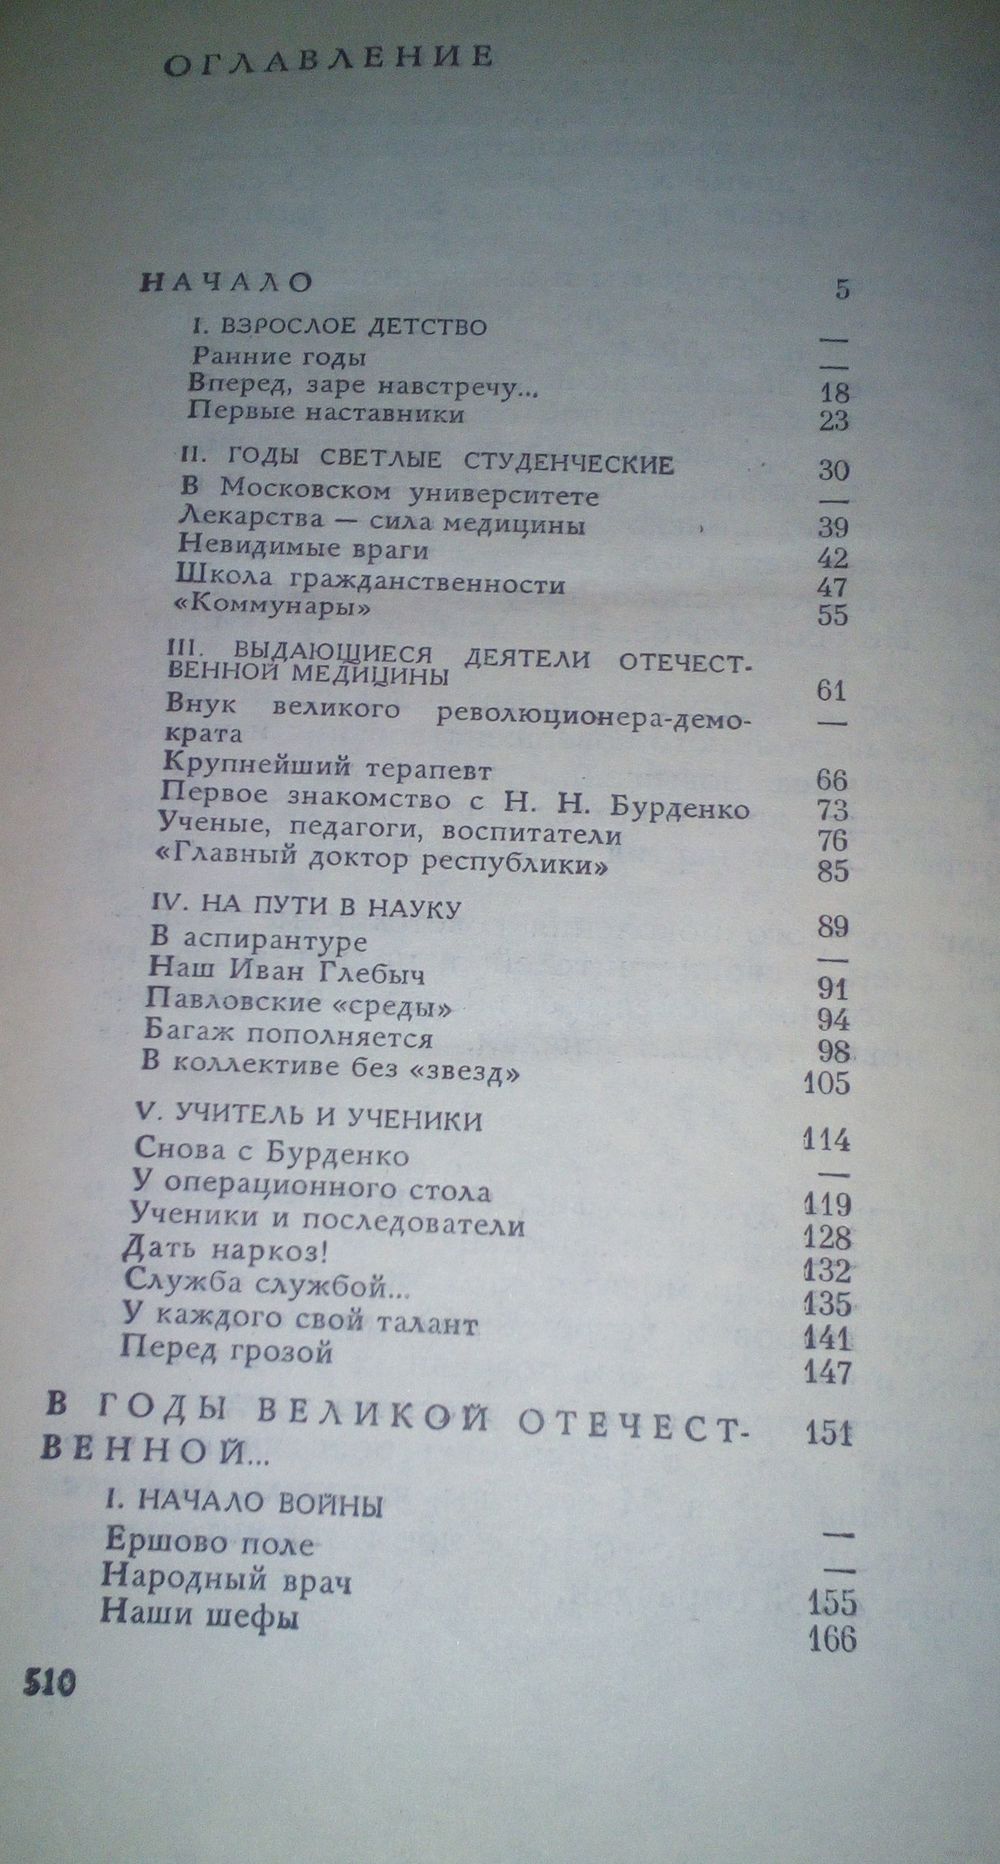 ОГЛАВЛЕНИЕ
НАЧАЛО 5
I. ВЗРОСЛОЕ ДЕТСТВО —
Ранние годы —
Вперед, заре навстречу... 18
Первые наставники 23
II. ГОДЫ СВЕТЛЫЕ СТУДЕНЧЕСКИЕ 30
В Московском университете —
Лекарства — сила медицины 39
Невидимые враги 42
Школа гражданственности 47
«Коммунары» 55
III. ВЫДАЮЩИЕСЯ ДЕЯТЕЛИ ОТЕЧЕСТ-
ВЕННОЙ МЕДИЦИНЫ 61
Внук великого революционера-демо- —
крата
Крупнейший терапевт 66
Первое знакомство с Н. Н. Бурденко 73
Ученые, педагоги, воспитатели 76
«Главный доктор республики» 85
IV. НА ПУТИ В НАУКУ 89
В аспирантуре —
Наш Иван Глебыч 91
Павловские «среды» 94
Багаж пополняется 98
В коллективе без «звезд» 105
V. УЧИТЕЛЬ И УЧЕНИКИ 114
Снова с Бурденко —
У операционного стола 119
Ученики и последователи 128
Дать наркоз! 132
Служба службой... 135
У каждого свой талант 141
Перед грозой 147
В ГОДЫ ВЕЛИКОЙ ОТЕЧЕСТ- 151
ВЕННОЙ...
I. НАЧАЛО ВОЙНЫ —
Ершово поле —
Народный врач 155
Наши шефы 166
510